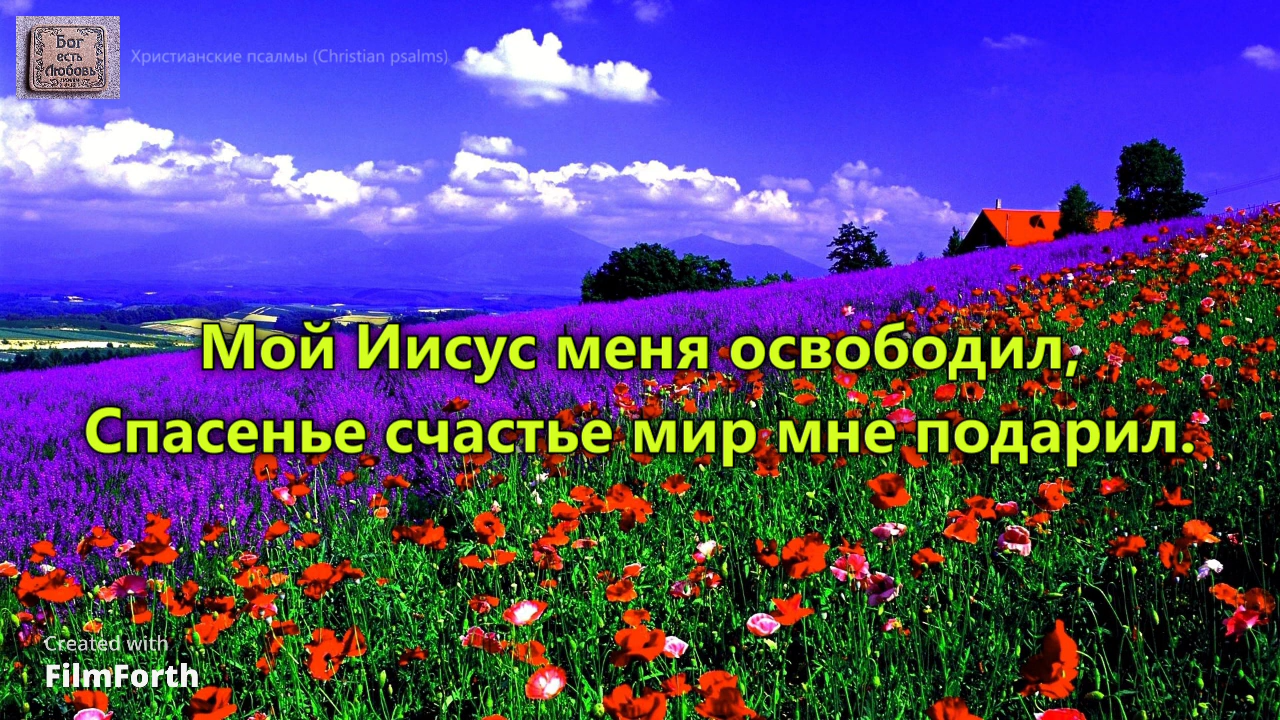 Бог
есть
Любовь
Христианские псалмы (Christian psalms)
Мой Иисус меня освободил,
Спасенье счастье мир мне подарил.
Created with
FilmForth